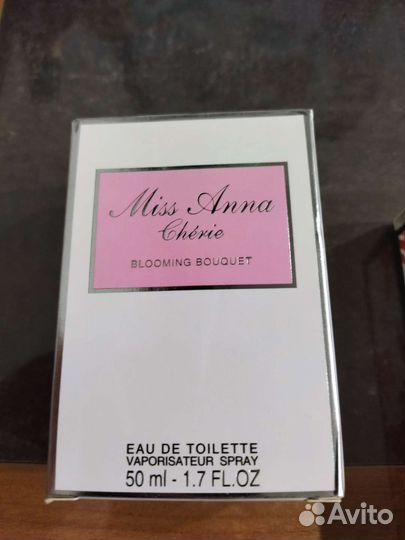 Miss Anna
Chérie
BLOOMING BOUQUET
EAU DE TOILETTE
VAPORISATEUR SPRAY
50 ml - 1.7 FL.OZ
Avito